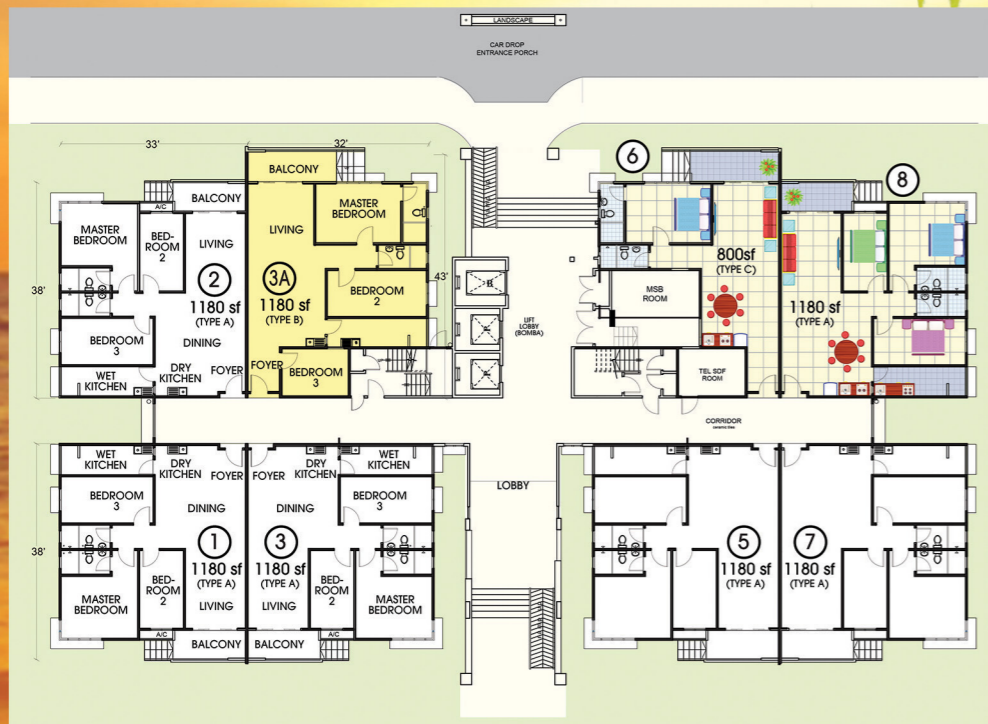 LANDSCAPE
CAR DROP
ENTRANCE PORCH
33'
32'
6
8
BALCONY
BALCONY
A/C
MASTER
BEDROOM
BED-
ROOM
2
LIVING
LIVING
MASTER
BEDROOM
38'
2
1180 sf
(TYPE A)
3A
1180 sf
(TYPE B)
BEDROOM
2
43'
BEDROOM
3
DINING
WET
KITCHEN
DRY
KITCHEN
FOYER
FOYER
BEDROOM
3
LIFT
LOBBY
(BOMBA)
800sf
(TYPE C)
MSB
ROOM
1180 sf
(TYPE A)
TEL SDF
ROOM
CORRIDOR
ceramic tiles
WET
KITCHEN
DRY
KITCHEN
FOYER
FOYER
DRY
KITCHEN
WET
KITCHEN
LOBBY
BEDROOM
3
DINING
DINING
BEDROOM
3
38'
1
1180 sf
(TYPE A)
3
1180 sf
(TYPE A)
5
1180 sf
(TYPE A)
7
1180 sf
(TYPE A)
MASTER
BEDROOM
BED-
ROOM
2
LIVING
LIVING
BED-
ROOM
2
MASTER
BEDROOM
A/C
BALCONY
BALCONY
A/C